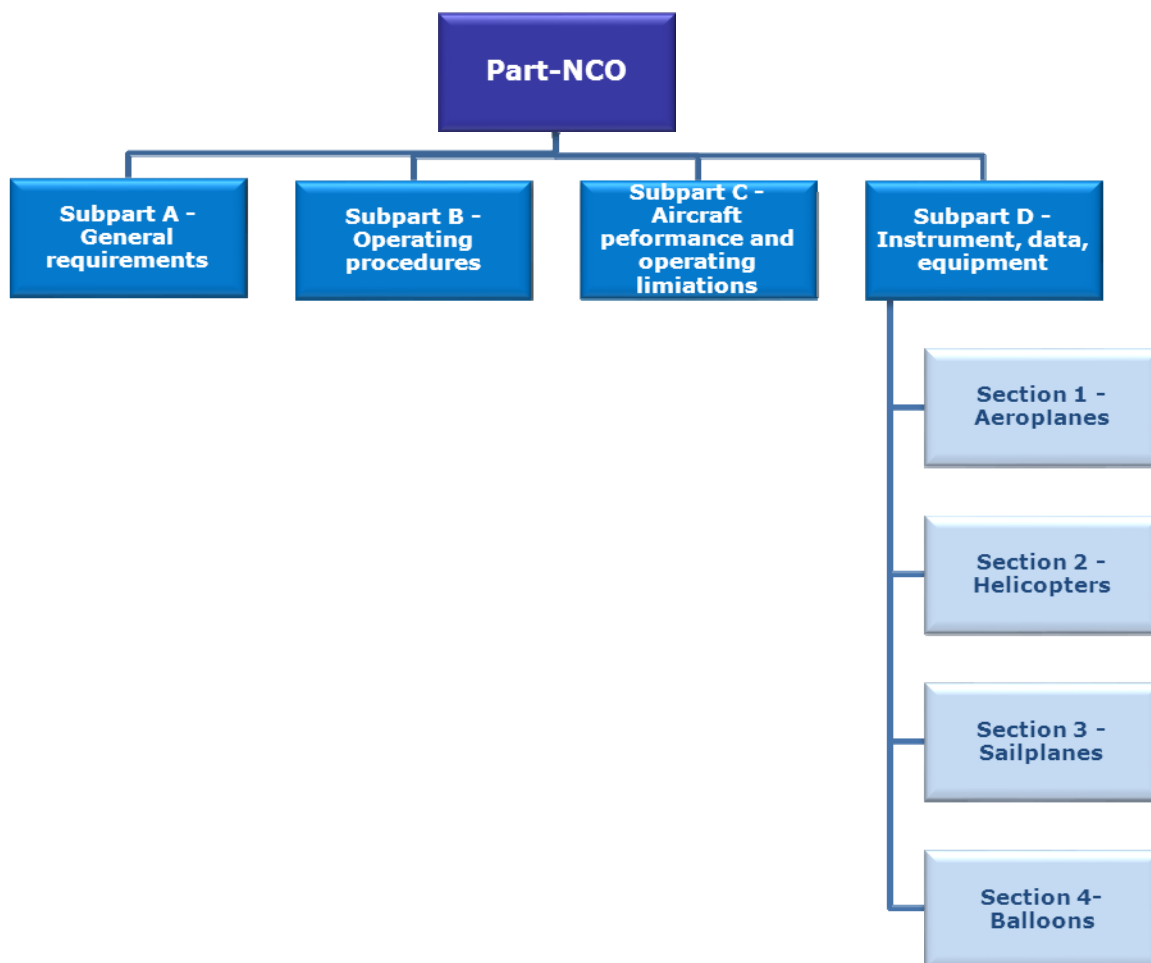 Part-NCO
Subpart A -
General
requirements
Subpart B -
Operating
procedures
Subpart C -
Aircraft
peformance and
operating
limiations
Subpart D -
Instrument, data,
equipment
Section 1 -
Aeroplanes
Section 2 -
Helicopters
Section 3 -
Sailplanes
Section 4-
Balloons